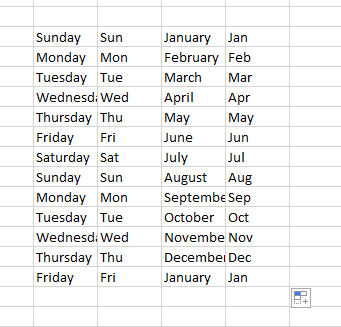 Sunday Sun January Jan
Monday Mon February Feb
Tuesday Tue March Mar
Wednesda Wed April Apr
Thursday Thu May May
Friday Fri June Jun
Saturday Sat July Jul
Sunday Sun August Aug
Monday Mon Septembe Sep
Tuesday Tue October Oct
Wednesda Wed Novembe Nov
Thursday Thu December Dec
Friday Fri January Jan